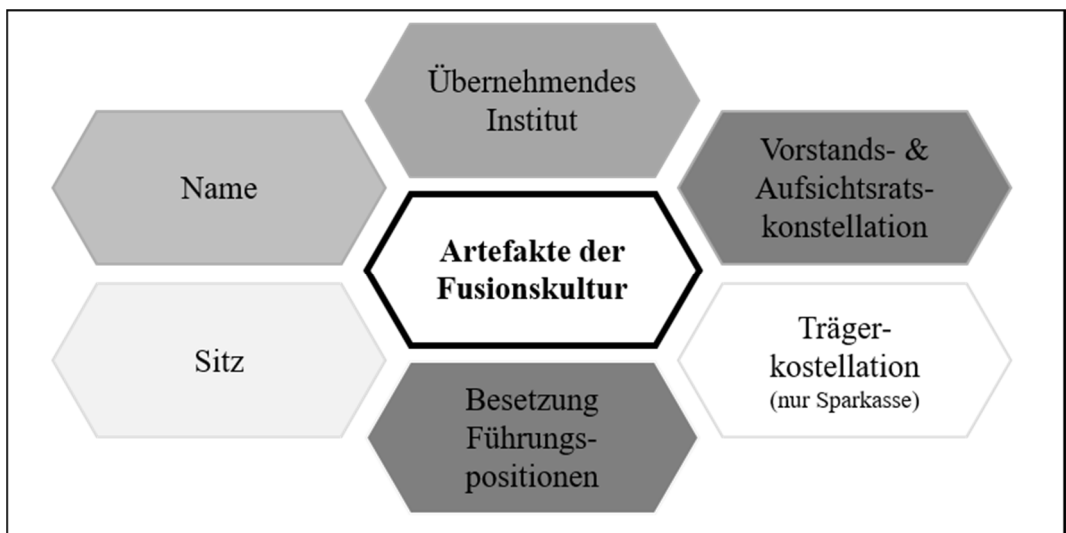 Übernehmendes
Institut
Name
Vorstands- &
Aufsichtsrats-
konstellation
Artefakte der
Fusionskultur
Sitz
Träger-
kostellation
(nur Sparkasse)
Besetzung
Führungs-
positionen